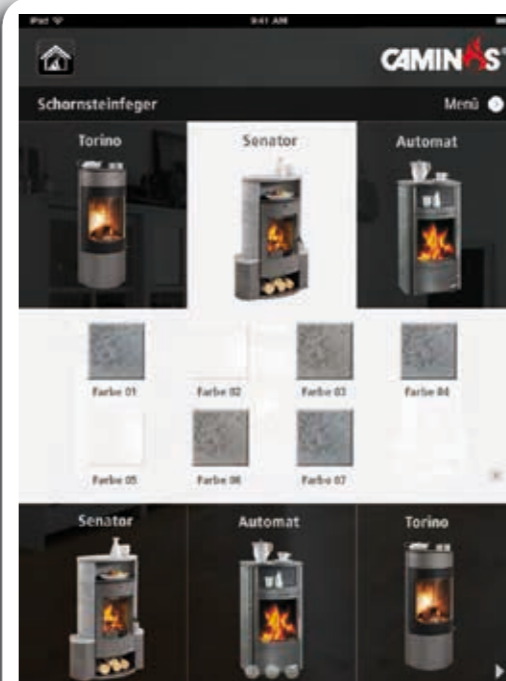 iPad 9:41 AM
CAMINOS
Schornsteinfeger Menü
Torino Senator Automat
Farbe 01 Farbe 02 Farbe 03 Farbe 04
Farbe 05 Farbe 06 Farbe 07
Senator Automat Torino